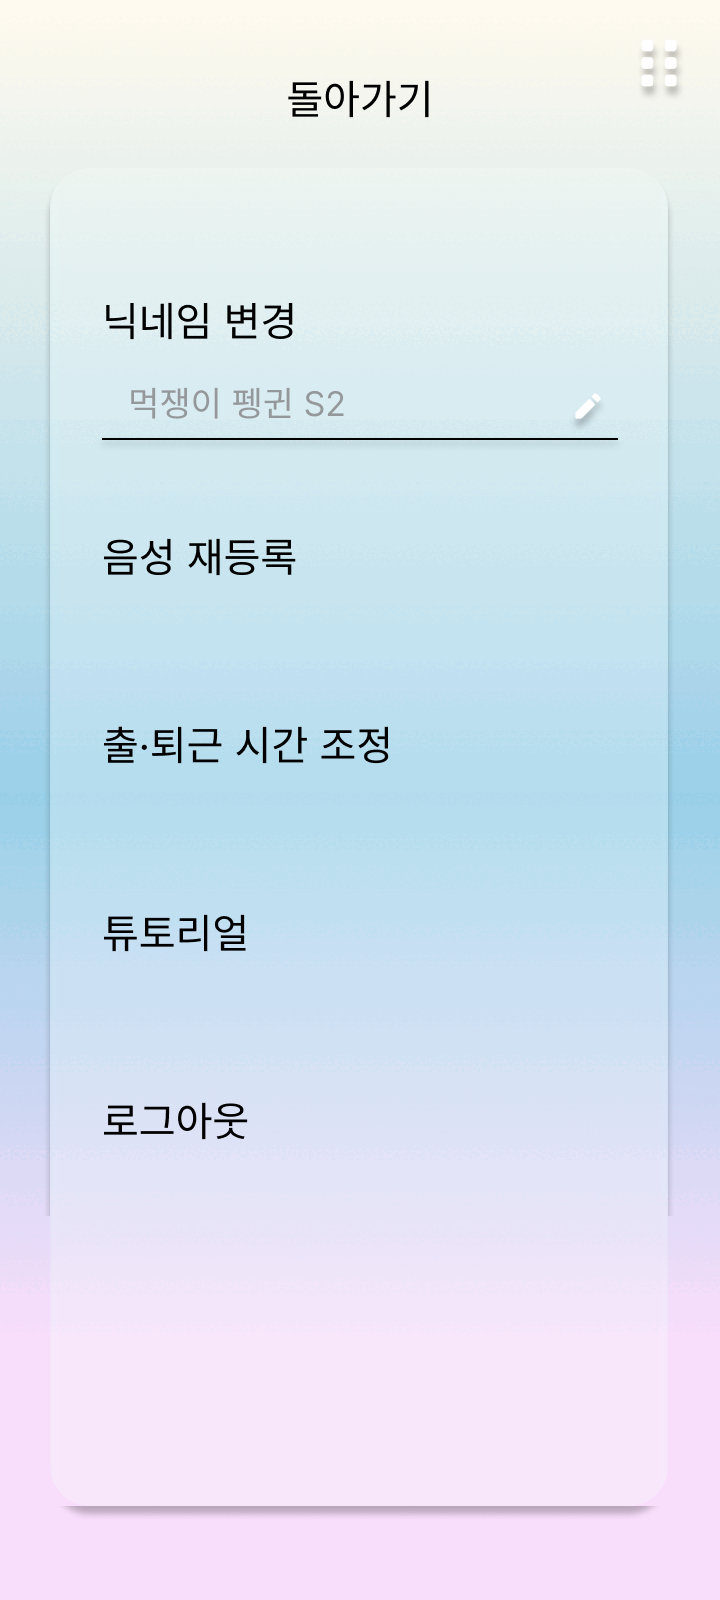 돌아가기
닉네임 변경
먹쟁이 펭귄 S2
음성 재등록
출·퇴근 시간 조정
튜토리얼
로그아웃